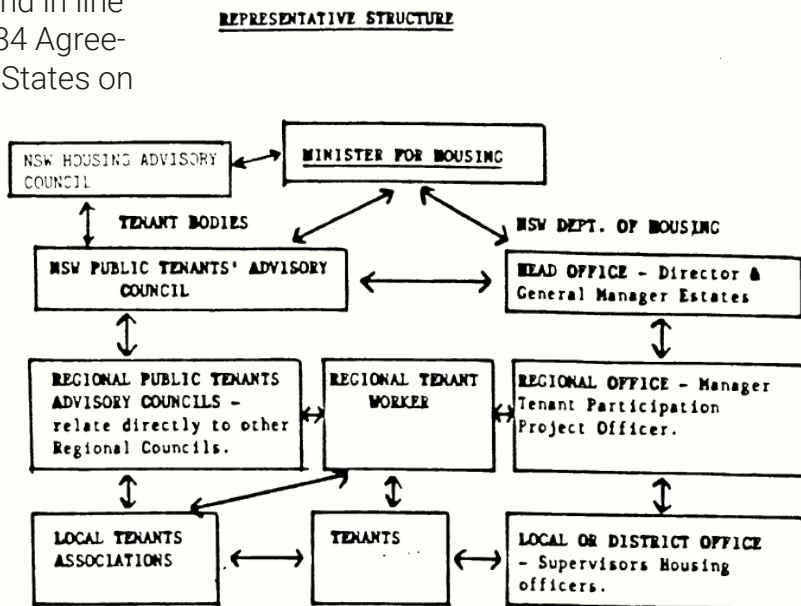 nd in line
34 Agree-
States on
REPRESENTATIVE STRUCTURE
NSW HOUSING ADVISORY
COUNCIL
MINISTER FOR HOUSING
TENANT BODIES
NSW DEPT. OF HOUSING
NSW PUBLIC TENANTS' ADVISORY
COUNCIL
HEAD OFFICE - Director &
General Manager Estates
REGIONAL PUBLIC TENANTS
ADVISORY COUNCILS -
relate directly to other
Regional Councils.
REGIONAL TENANT
WORKER
REGIONAL OFFICE - Manager
Tenant Participation
Project Officer.
LOCAL TENANTS
ASSOCIATIONS
TENANTS
LOCAL OR DISTRICT OFFICE
- Supervisors Housing
officers.